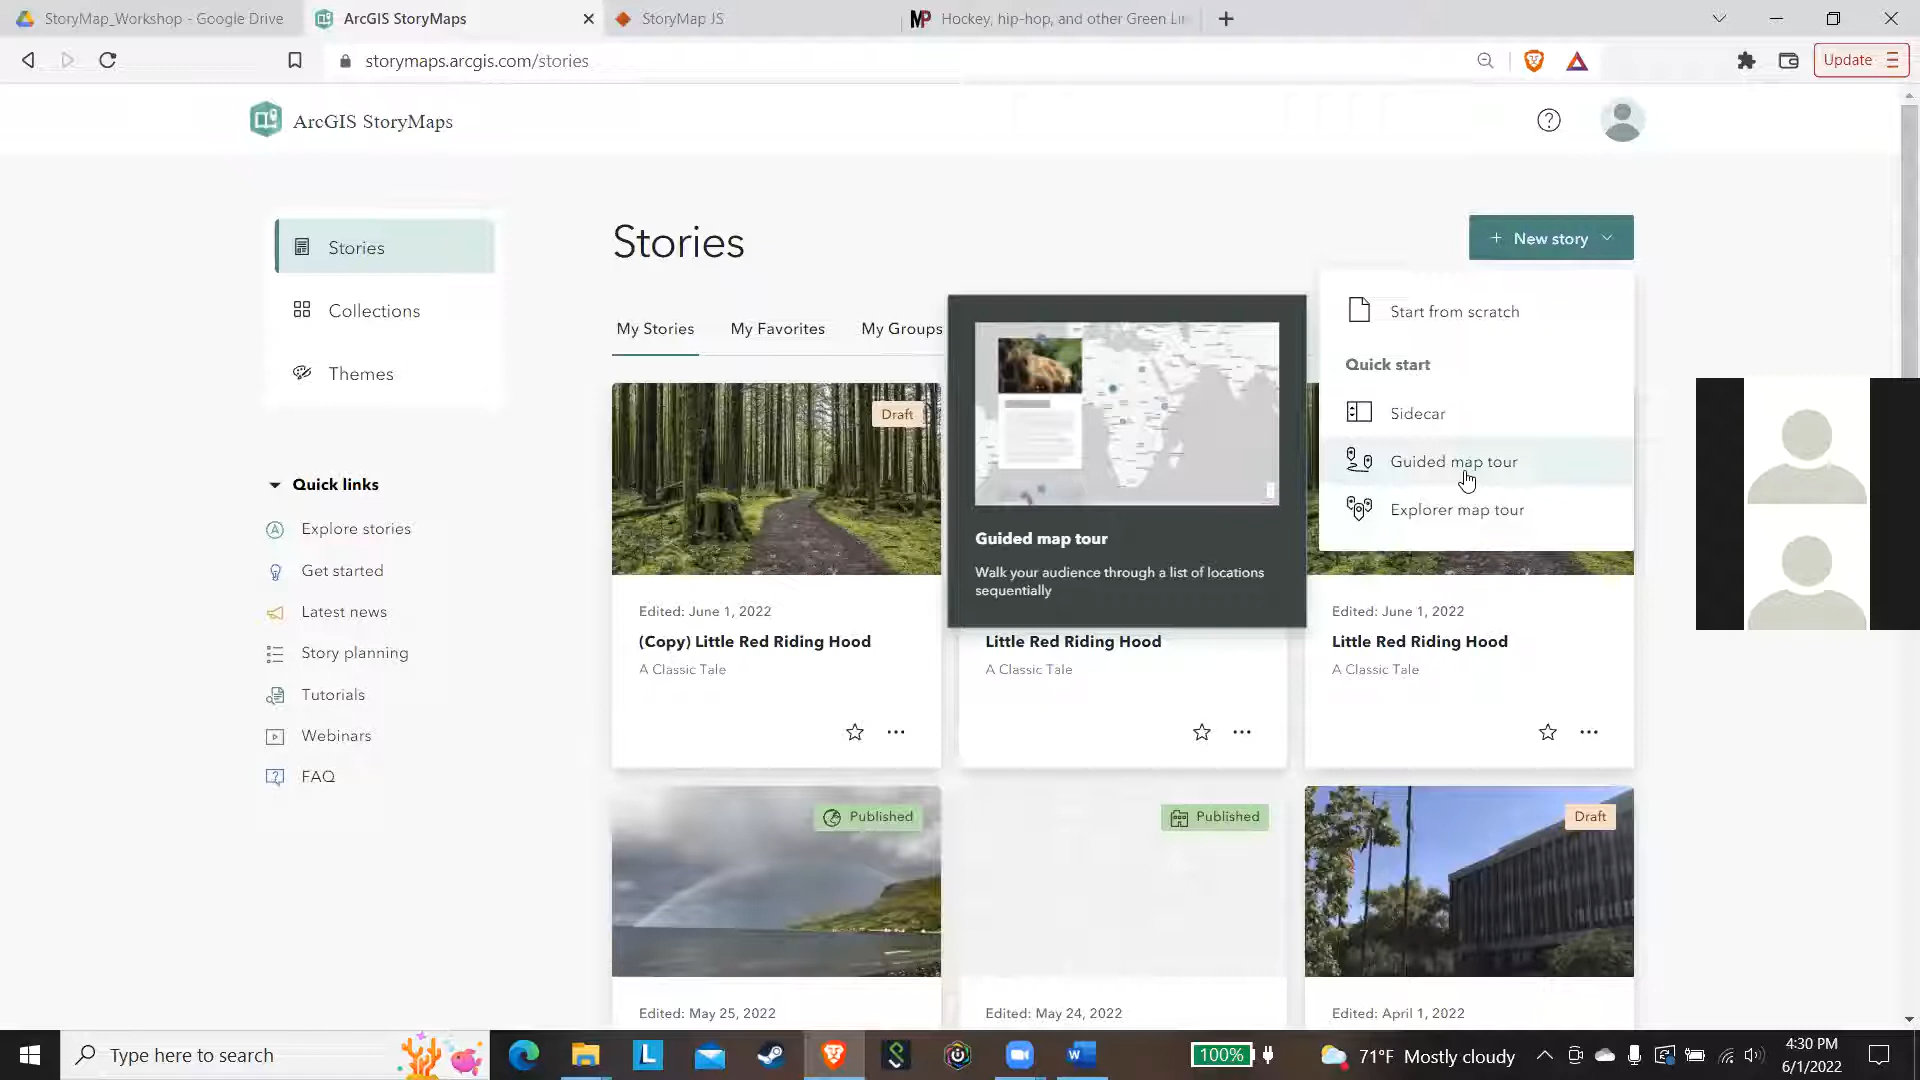 StoryMap_Workshop - Google Drive
ArcGIS StoryMaps
StoryMap JS
Hockey, hip-hop, and other Green Li
storymaps.arcgis.com/stories
Update
ArcGIS StoryMaps
Stories
Collections
Themes
Quick links
Explore stories
Get started
Latest news
Story planning
Tutorials
Webinars
FAQ
Stories
+ New story
My Stories
My Favorites
My Groups
Start from scratch
Quick start
Sidecar
Guided map tour
Explorer map tour
Guided map tour
Walk your audience through a list of locations
sequentially
Draft
Edited: June 1, 2022
(Copy) Little Red Riding Hood
A Classic Tale
Little Red Riding Hood
A Classic Tale
Edited: June 1, 2022
Little Red Riding Hood
A Classic Tale
Published
Published
Draft
Edited: May 25, 2022
Edited: May 24, 2022
Edited: April 1, 2022
Type here to search
100%
71°F Mostly cloudy
4:30 PM
6/1/2022